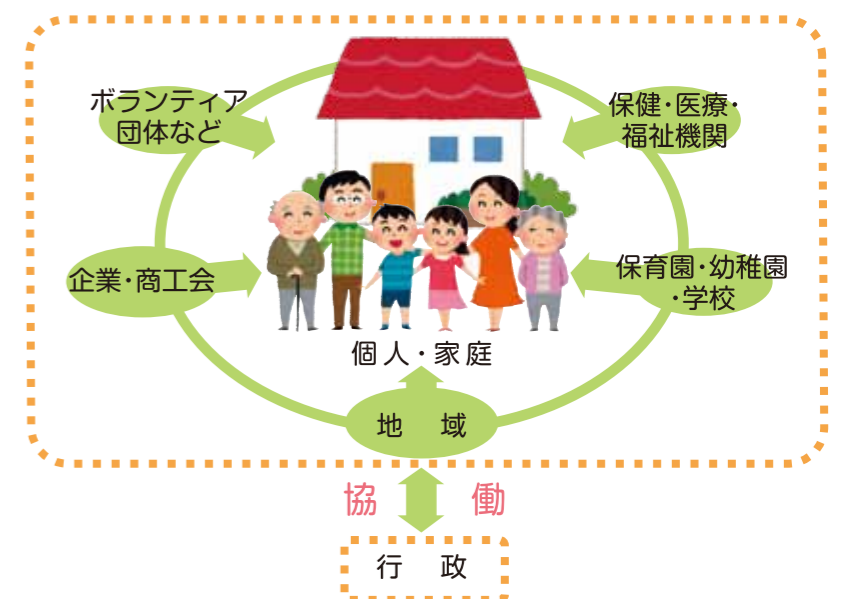 ボランティア
団体など
保健・医療・
福祉機関
企業・商工会
保育園・幼稚園
・学校
個人・家庭
地　域
協　働
行　政